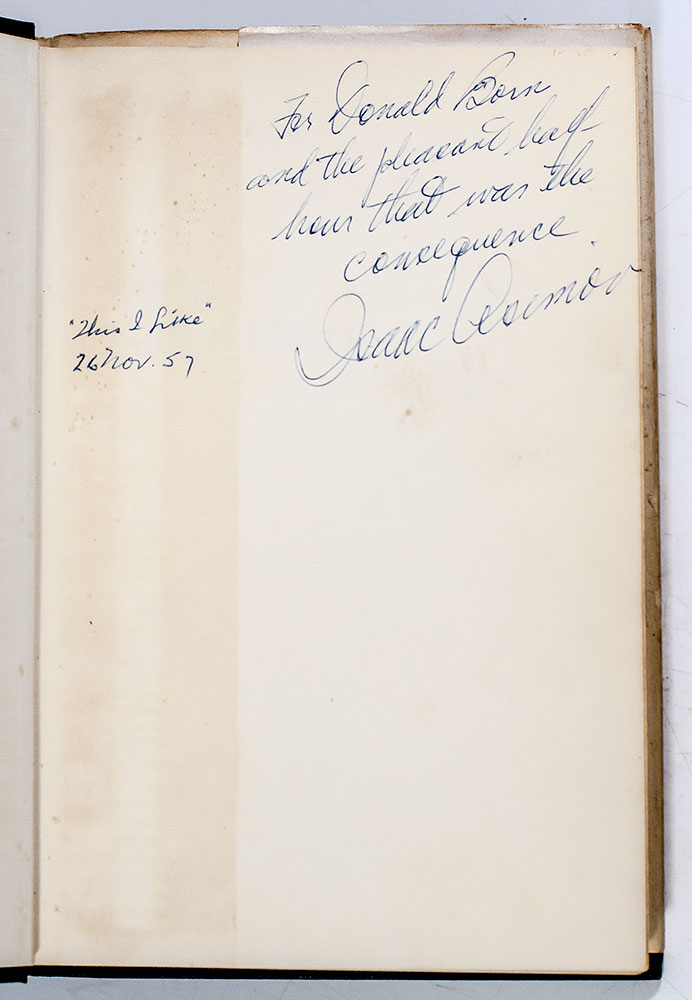 For Donald Born
and the pleasant half-
hour that was the
consequence.
Isaac Asimov
"This I Like"
26 Nov. 57